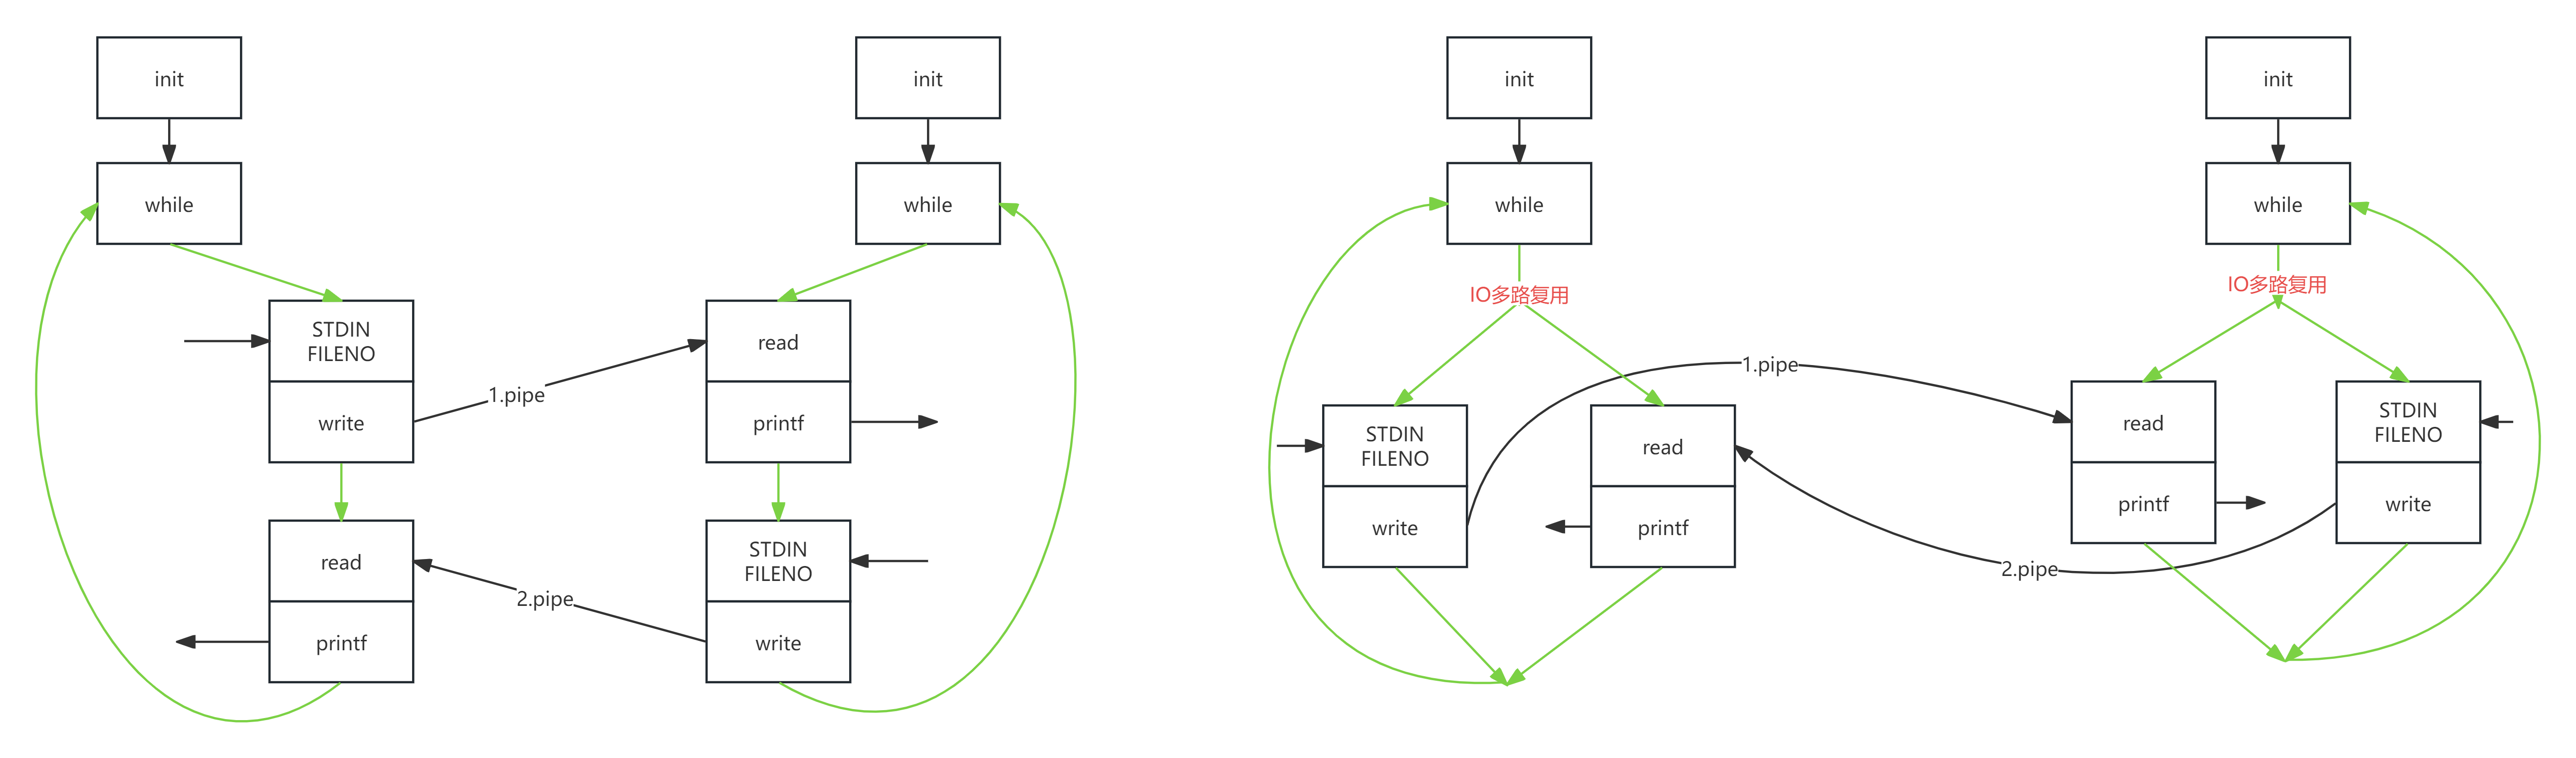 init
while
STDIN
FILENO
write
read
printf
1.pipe
init
while
read
printf
STDIN
FILENO
write
2.pipe
init
while
IO多路复用
STDIN
FILENO
write
read
printf
1.pipe
init
while
IO多路复用
read
printf
STDIN
FILENO
write
2.pipe